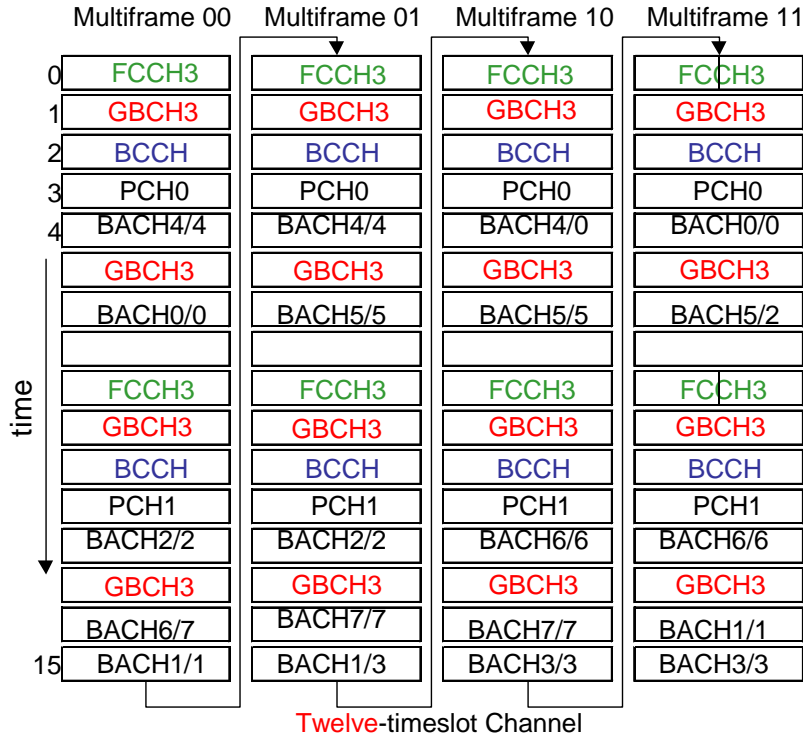 Multiframe 00 Multiframe 01 Multiframe 10 Multiframe 11
0 FCCH3 FCCH3 FCCH3 FCCH3
1 GBCH3 GBCH3 GBCH3 GBCH3
2 BCCH BCCH BCCH BCCH
3 PCH0 PCH0 PCH0 PCH0
4 BACH4/4 BACH4/4 BACH4/0 BACH0/0
GBCH3 GBCH3 GBCH3 GBCH3
BACH0/0 BACH5/5 BACH5/5 BACH5/2
FCCH3 FCCH3 FCCH3 FCCH3
time
GBCH3 GBCH3 GBCH3 GBCH3
BCCH BCCH BCCH BCCH
PCH1 PCH1 PCH1 PCH1
BACH2/2 BACH2/2 BACH6/6 BACH6/6
GBCH3 GBCH3 GBCH3 GBCH3
BACH6/7 BACH7/7 BACH7/7 BACH1/1
15 BACH1/1 BACH1/3 BACH3/3 BACH3/3
Twelve-timeslot Channel